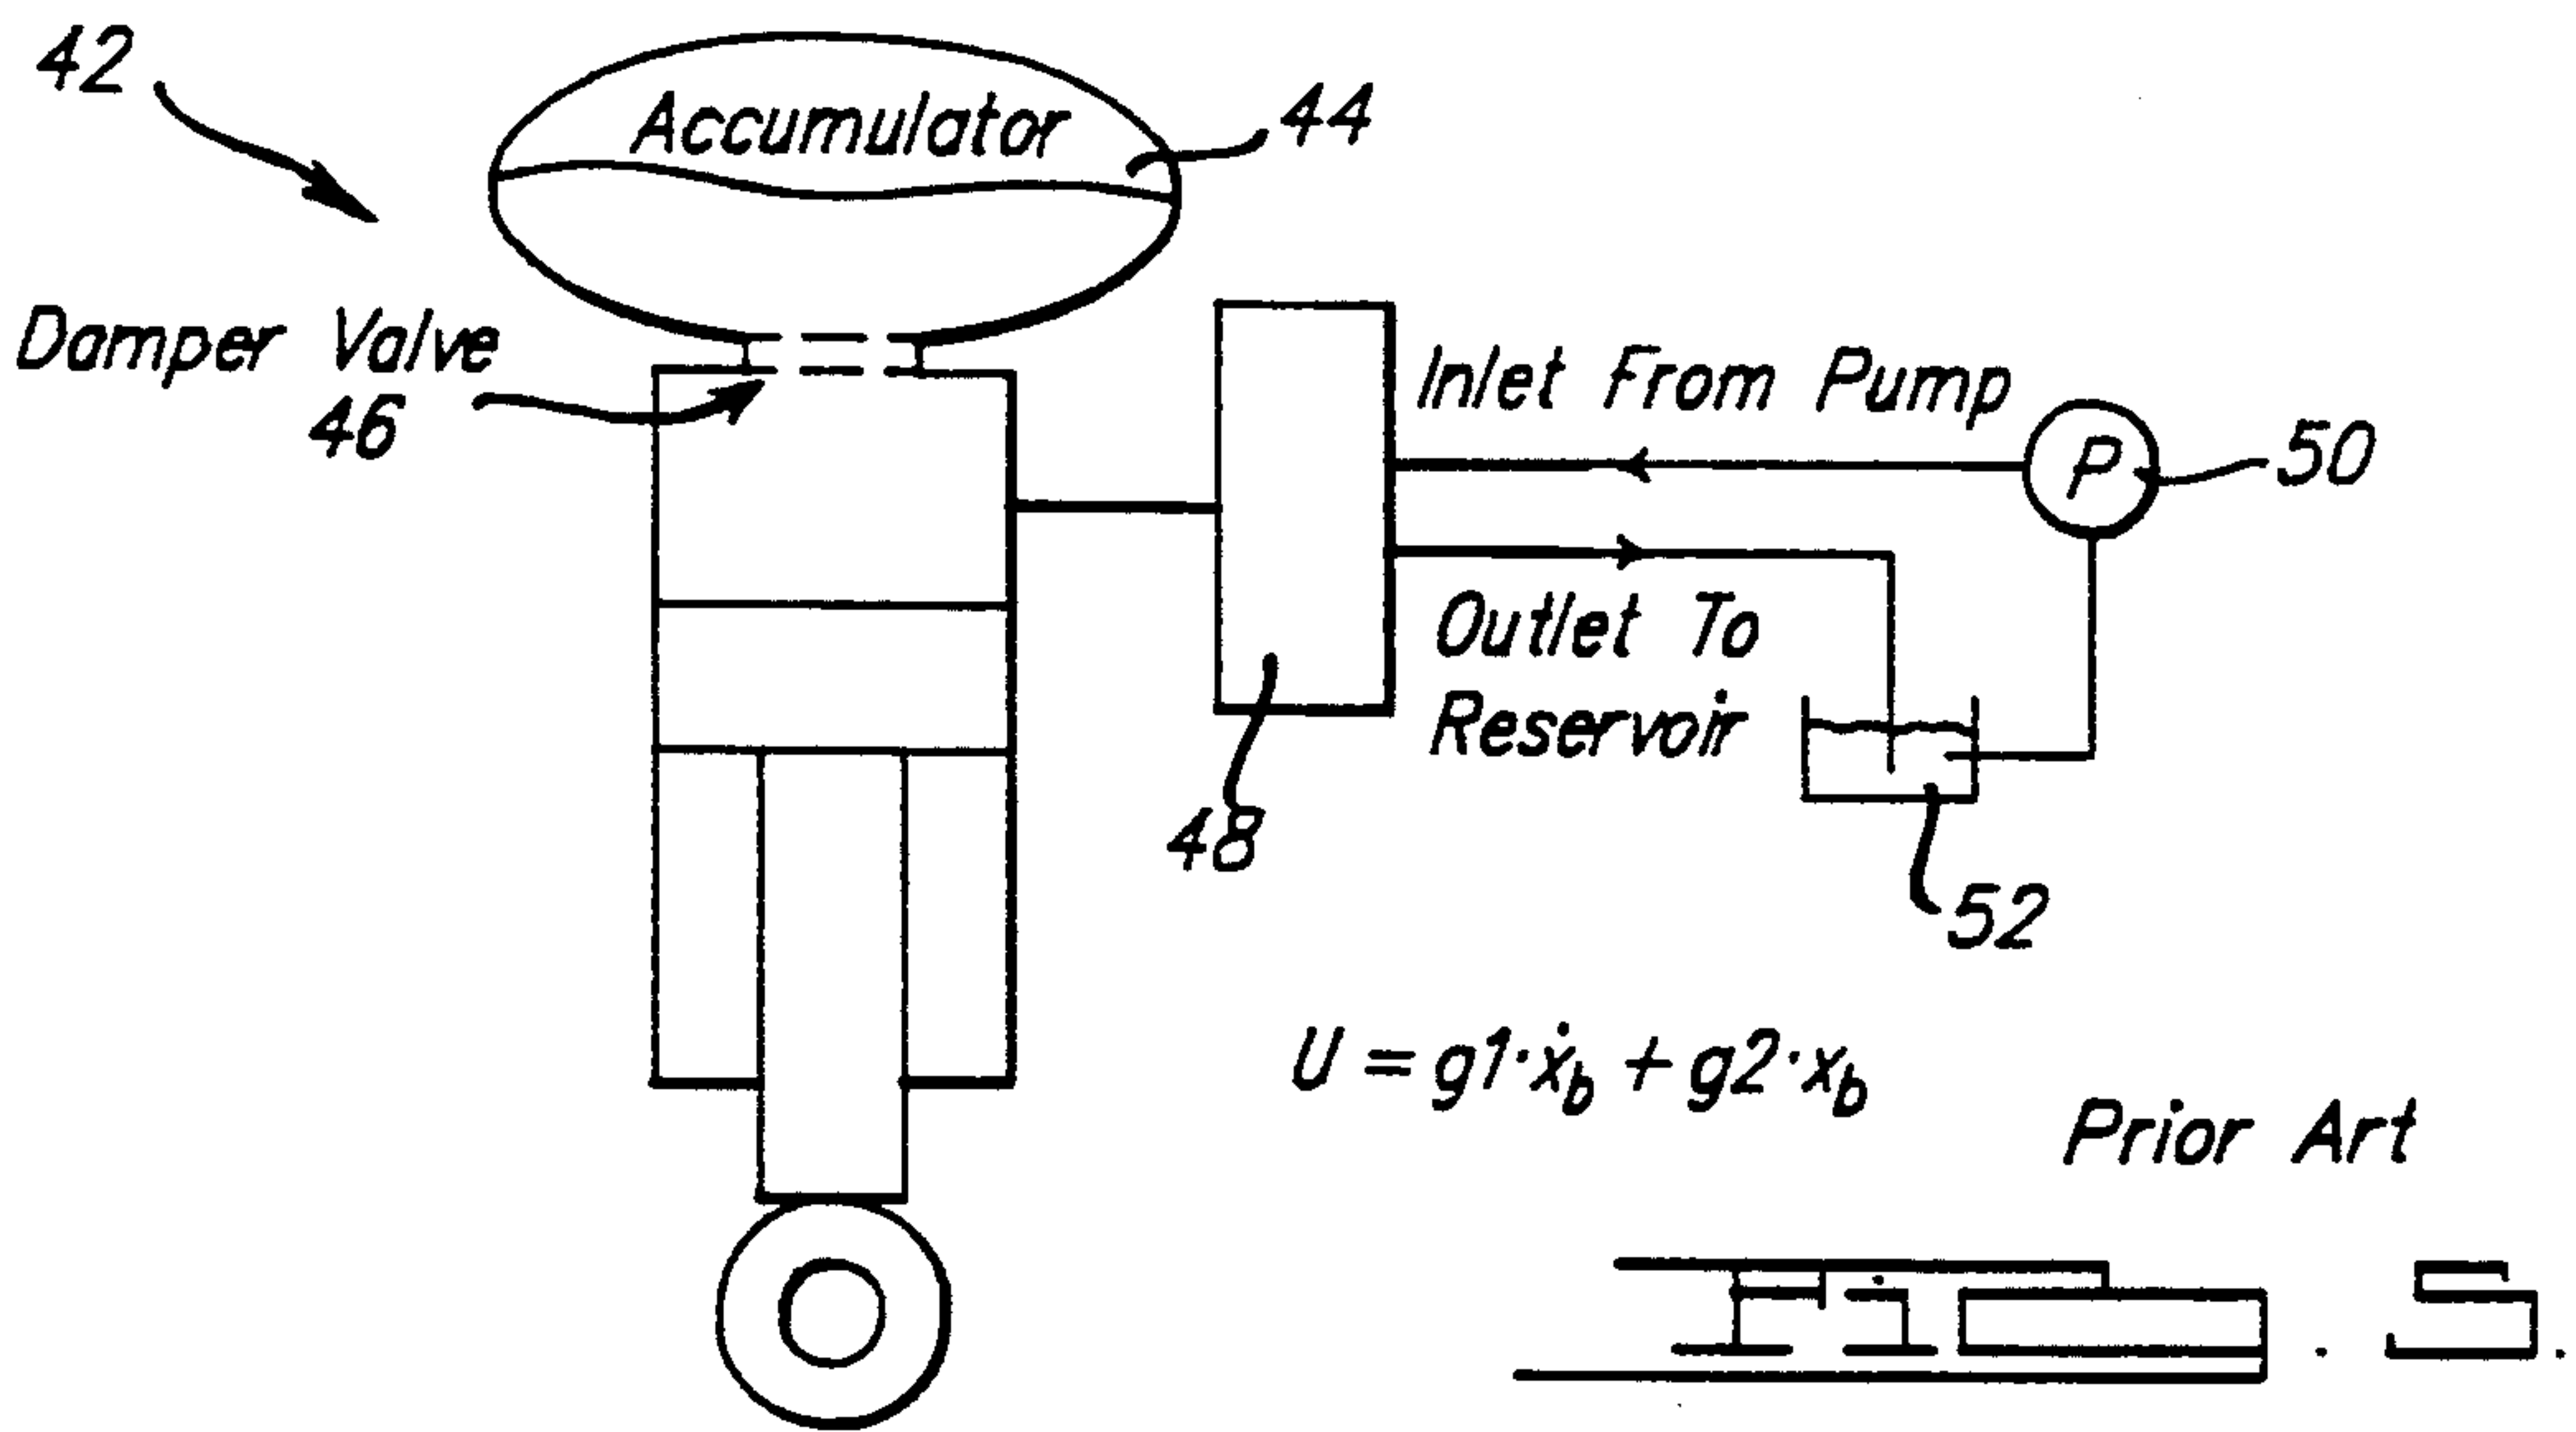 42
Accumulator
44
Damper Valve
46
Inlet From Pump
P
50
Outlet To
Reservoir
48
52
U = g1·ẋb + g2·xb
Prior Art
Fig. 5.